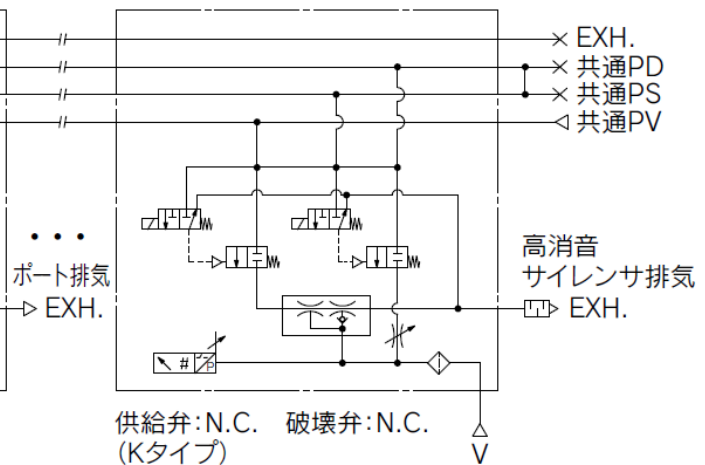 EXH.
共通PD
共通PS
共通PV
・・・
ポート排気
EXH.
高消音
サイレンサ排気
EXH.
# P
供給弁:N.C. 破壊弁:N.C.
(Kタイプ)
V